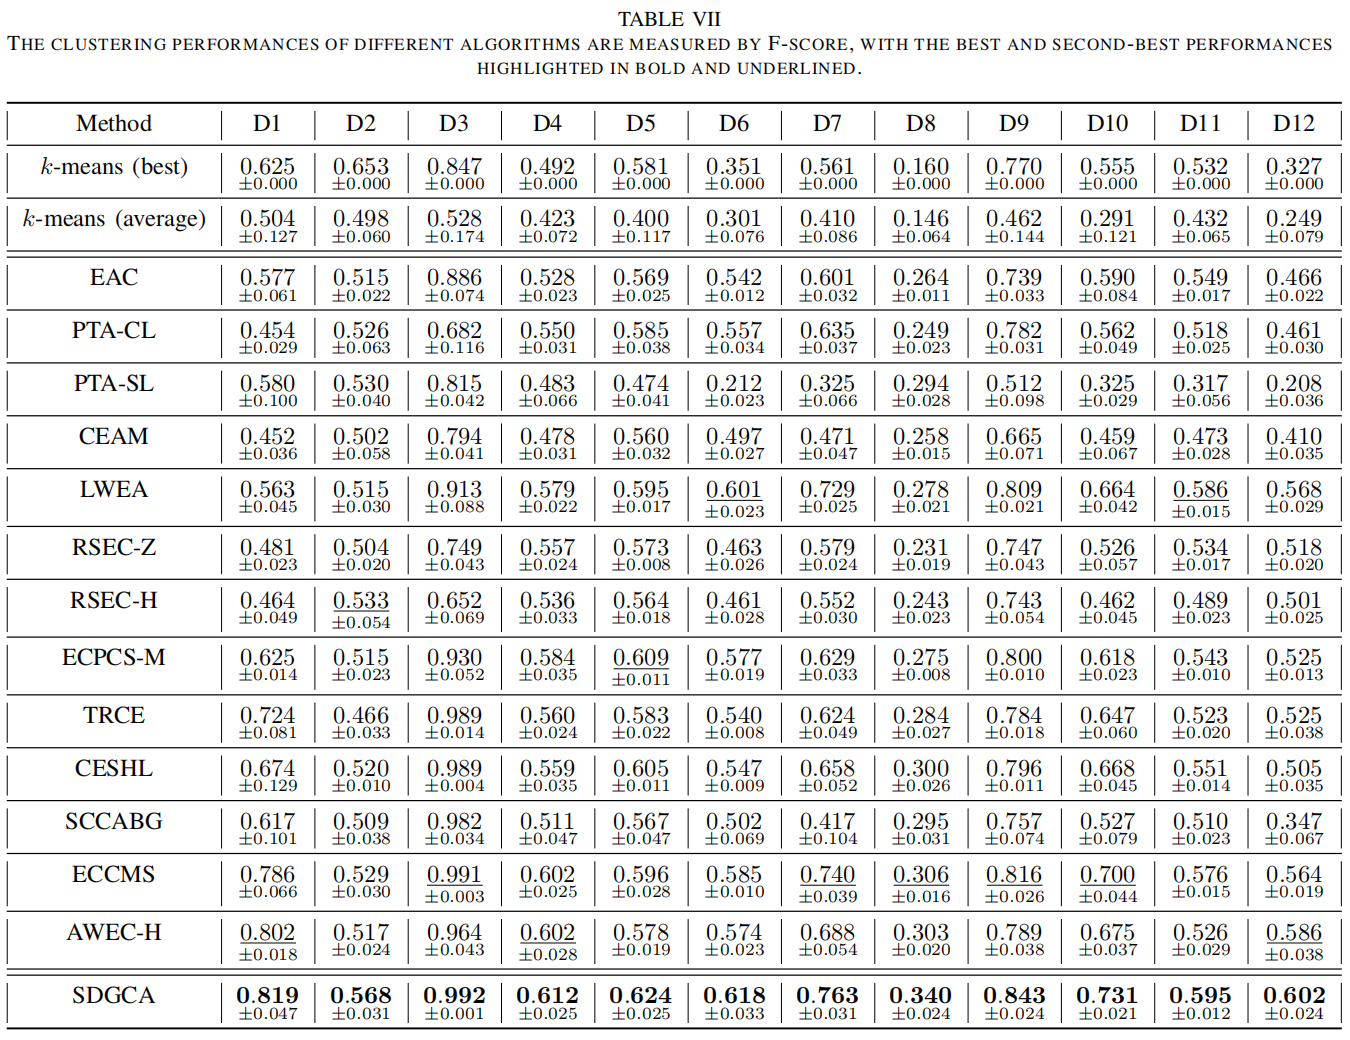 TABLE VII
THE CLUSTERING PERFORMANCES OF DIFFERENT ALGORITHMS ARE MEASURED BY F-SCORE, WITH THE BEST AND SECOND-BEST PERFORMANCES
HIGHLIGHTED IN BOLD AND UNDERLINED.
Method D1 D2 D3 D4 D5 D6 D7 D8 D9 D10 D11 D12
k-means (best) 0.625 0.653 0.847 0.492 0.581 0.351 0.561 0.160 0.770 0.555 0.532 0.327
±0.000 ±0.000 ±0.000 ±0.000 ±0.000 ±0.000 ±0.000 ±0.000 ±0.000 ±0.000 ±0.000 ±0.000
k-means (average) 0.504 0.498 0.528 0.423 0.400 0.301 0.410 0.146 0.462 0.291 0.432 0.249
±0.127 ±0.060 ±0.174 ±0.072 ±0.117 ±0.076 ±0.086 ±0.064 ±0.144 ±0.121 ±0.065 ±0.079
EAC 0.577 0.515 0.886 0.528 0.569 0.542 0.601 0.264 0.739 0.590 0.549 0.466
±0.061 ±0.022 ±0.074 ±0.023 ±0.025 ±0.012 ±0.032 ±0.011 ±0.033 ±0.084 ±0.017 ±0.022
PTA-CL 0.454 0.526 0.682 0.550 0.585 0.557 0.635 0.249 0.782 0.562 0.518 0.461
±0.029 ±0.063 ±0.116 ±0.031 ±0.038 ±0.034 ±0.037 ±0.023 ±0.031 ±0.049 ±0.025 ±0.030
PTA-SL 0.580 0.530 0.815 0.483 0.474 0.212 0.325 0.294 0.512 0.325 0.317 0.208
±0.100 ±0.040 ±0.042 ±0.066 ±0.041 ±0.023 ±0.066 ±0.028 ±0.098 ±0.029 ±0.056 ±0.036
CEAM 0.452 0.502 0.794 0.478 0.560 0.497 0.471 0.258 0.665 0.459 0.473 0.410
±0.036 ±0.058 ±0.041 ±0.031 ±0.032 ±0.027 ±0.047 ±0.015 ±0.071 ±0.067 ±0.028 ±0.035
LWEA 0.563 0.515 0.913 0.579 0.595 0.601 0.729 0.278 0.809 0.664 0.586 0.568
±0.045 ±0.030 ±0.088 ±0.022 ±0.017 ±0.023 ±0.025 ±0.021 ±0.021 ±0.042 ±0.015 ±0.029
RSEC-Z 0.481 0.504 0.749 0.557 0.573 0.463 0.579 0.231 0.747 0.526 0.534 0.518
±0.023 ±0.020 ±0.043 ±0.024 ±0.008 ±0.026 ±0.024 ±0.019 ±0.043 ±0.057 ±0.017 ±0.020
RSEC-H 0.464 0.533 0.652 0.536 0.564 0.461 0.552 0.243 0.743 0.462 0.489 0.501
±0.049 ±0.054 ±0.069 ±0.033 ±0.018 ±0.028 ±0.030 ±0.023 ±0.054 ±0.045 ±0.023 ±0.025
ECPCS-M 0.625 0.515 0.930 0.584 0.609 0.577 0.629 0.275 0.800 0.618 0.543 0.525
±0.014 ±0.023 ±0.052 ±0.035 ±0.011 ±0.019 ±0.033 ±0.008 ±0.010 ±0.023 ±0.010 ±0.013
TRCE 0.724 0.466 0.989 0.560 0.583 0.540 0.624 0.284 0.784 0.647 0.523 0.525
±0.081 ±0.033 ±0.014 ±0.024 ±0.022 ±0.008 ±0.049 ±0.027 ±0.018 ±0.060 ±0.020 ±0.038
CESHL 0.674 0.520 0.989 0.559 0.605 0.547 0.658 0.300 0.796 0.668 0.551 0.505
±0.129 ±0.010 ±0.004 ±0.035 ±0.011 ±0.009 ±0.052 ±0.026 ±0.011 ±0.045 ±0.014 ±0.035
SCCABG 0.617 0.509 0.982 0.511 0.567 0.502 0.417 0.295 0.757 0.527 0.510 0.347
±0.101 ±0.038 ±0.034 ±0.047 ±0.047 ±0.069 ±0.104 ±0.031 ±0.074 ±0.079 ±0.023 ±0.067
ECCMS 0.786 0.529 0.991 0.602 0.596 0.585 0.740 0.306 0.816 0.700 0.576 0.564
±0.066 ±0.030 ±0.003 ±0.025 ±0.028 ±0.010 ±0.039 ±0.016 ±0.026 ±0.044 ±0.015 ±0.019
AWEC-H 0.802 0.517 0.964 0.602 0.578 0.574 0.688 0.303 0.789 0.675 0.526 0.586
±0.018 ±0.024 ±0.043 ±0.028 ±0.019 ±0.023 ±0.054 ±0.020 ±0.038 ±0.037 ±0.029 ±0.038
SDGCA 0.819 0.568 0.992 0.612 0.624 0.618 0.763 0.340 0.843 0.731 0.595 0.602
±0.047 ±0.031 ±0.001 ±0.025 ±0.025 ±0.033 ±0.031 ±0.024 ±0.024 ±0.021 ±0.012 ±0.024